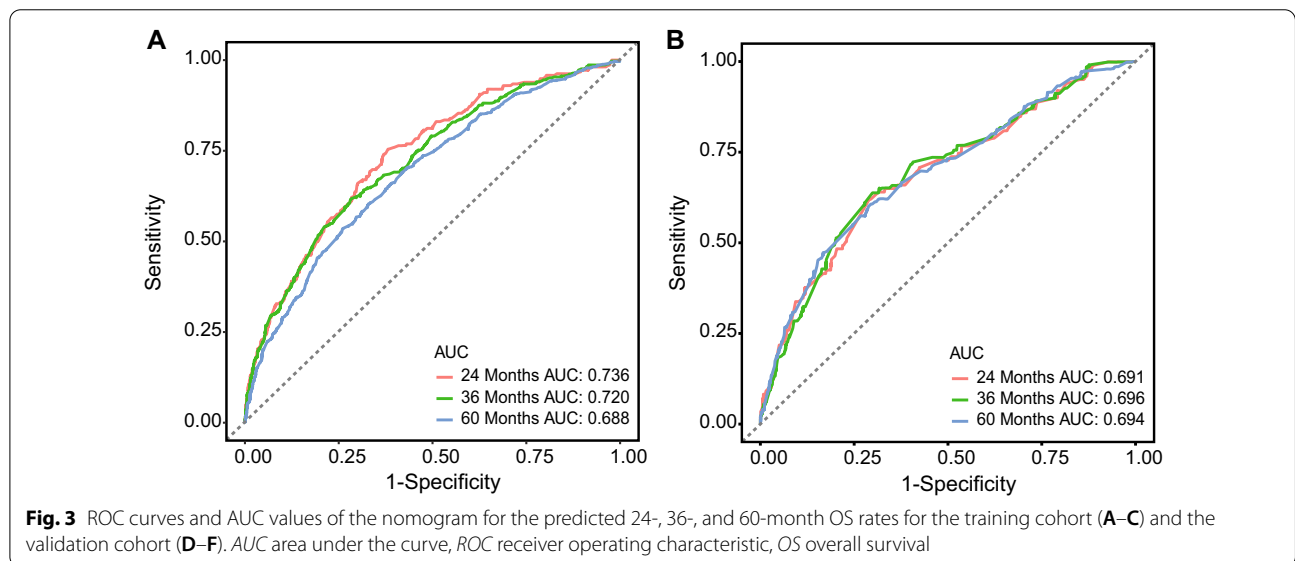 A
1.00
0.75
0.50
0.25
0.00
Sensitivity
AUC
24 Months AUC: 0.736
36 Months AUC: 0.720
60 Months AUC: 0.688
0.00 0.25 0.50 0.75 1.00
1-Specificity
B
1.00
0.75
0.50
0.25
0.00
Sensitivity
AUC
24 Months AUC: 0.691
36 Months AUC: 0.696
60 Months AUC: 0.694
0.00 0.25 0.50 0.75 1.00
1-Specificity
Fig. 3 ROC curves and AUC values of the nomogram for the predicted 24-, 36-, and 60-month OS rates for the training cohort (A–C) and the
validation cohort (D–F). AUC area under the curve, ROC receiver operating characteristic, OS overall survival